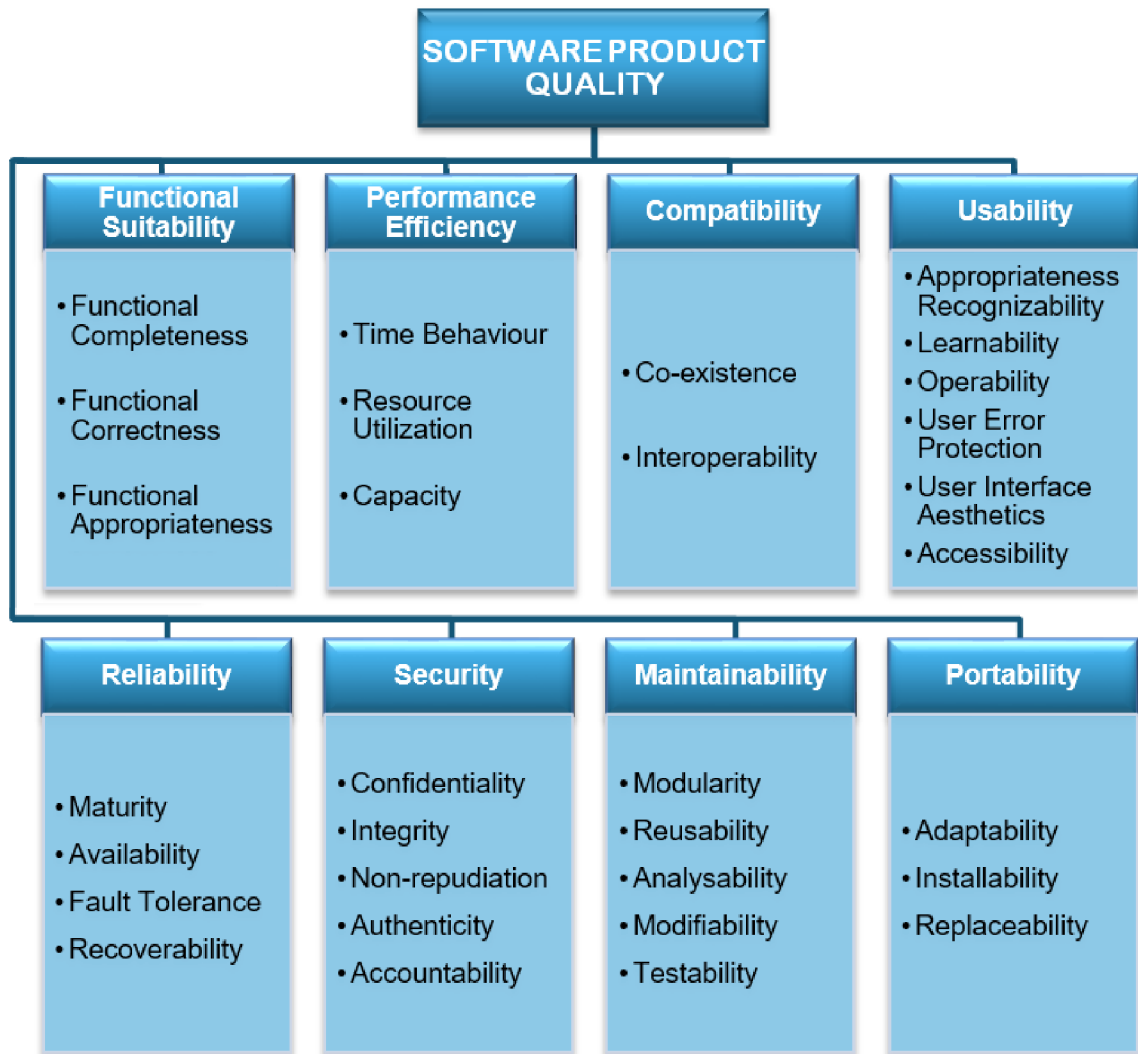 SOFTWARE PRODUCT
QUALITY
Functional
Suitability
• Functional
Completeness
• Functional
Correctness
• Functional
Appropriateness
Performance
Efficiency
• Time Behaviour
• Resource
Utilization
• Capacity
Compatibility
• Co-existence
• Interoperability
Usability
• Appropriateness
Recognizability
• Learnability
• Operability
• User Error
Protection
• User Interface
Aesthetics
• Accessibility
Reliability
• Maturity
• Availability
• Fault Tolerance
• Recoverability
Security
• Confidentiality
• Integrity
• Non-repudiation
• Authenticity
• Accountability
Maintainability
• Modularity
• Reusability
• Analysability
• Modifiability
• Testability
Portability
• Adaptability
• Installability
• Replaceability